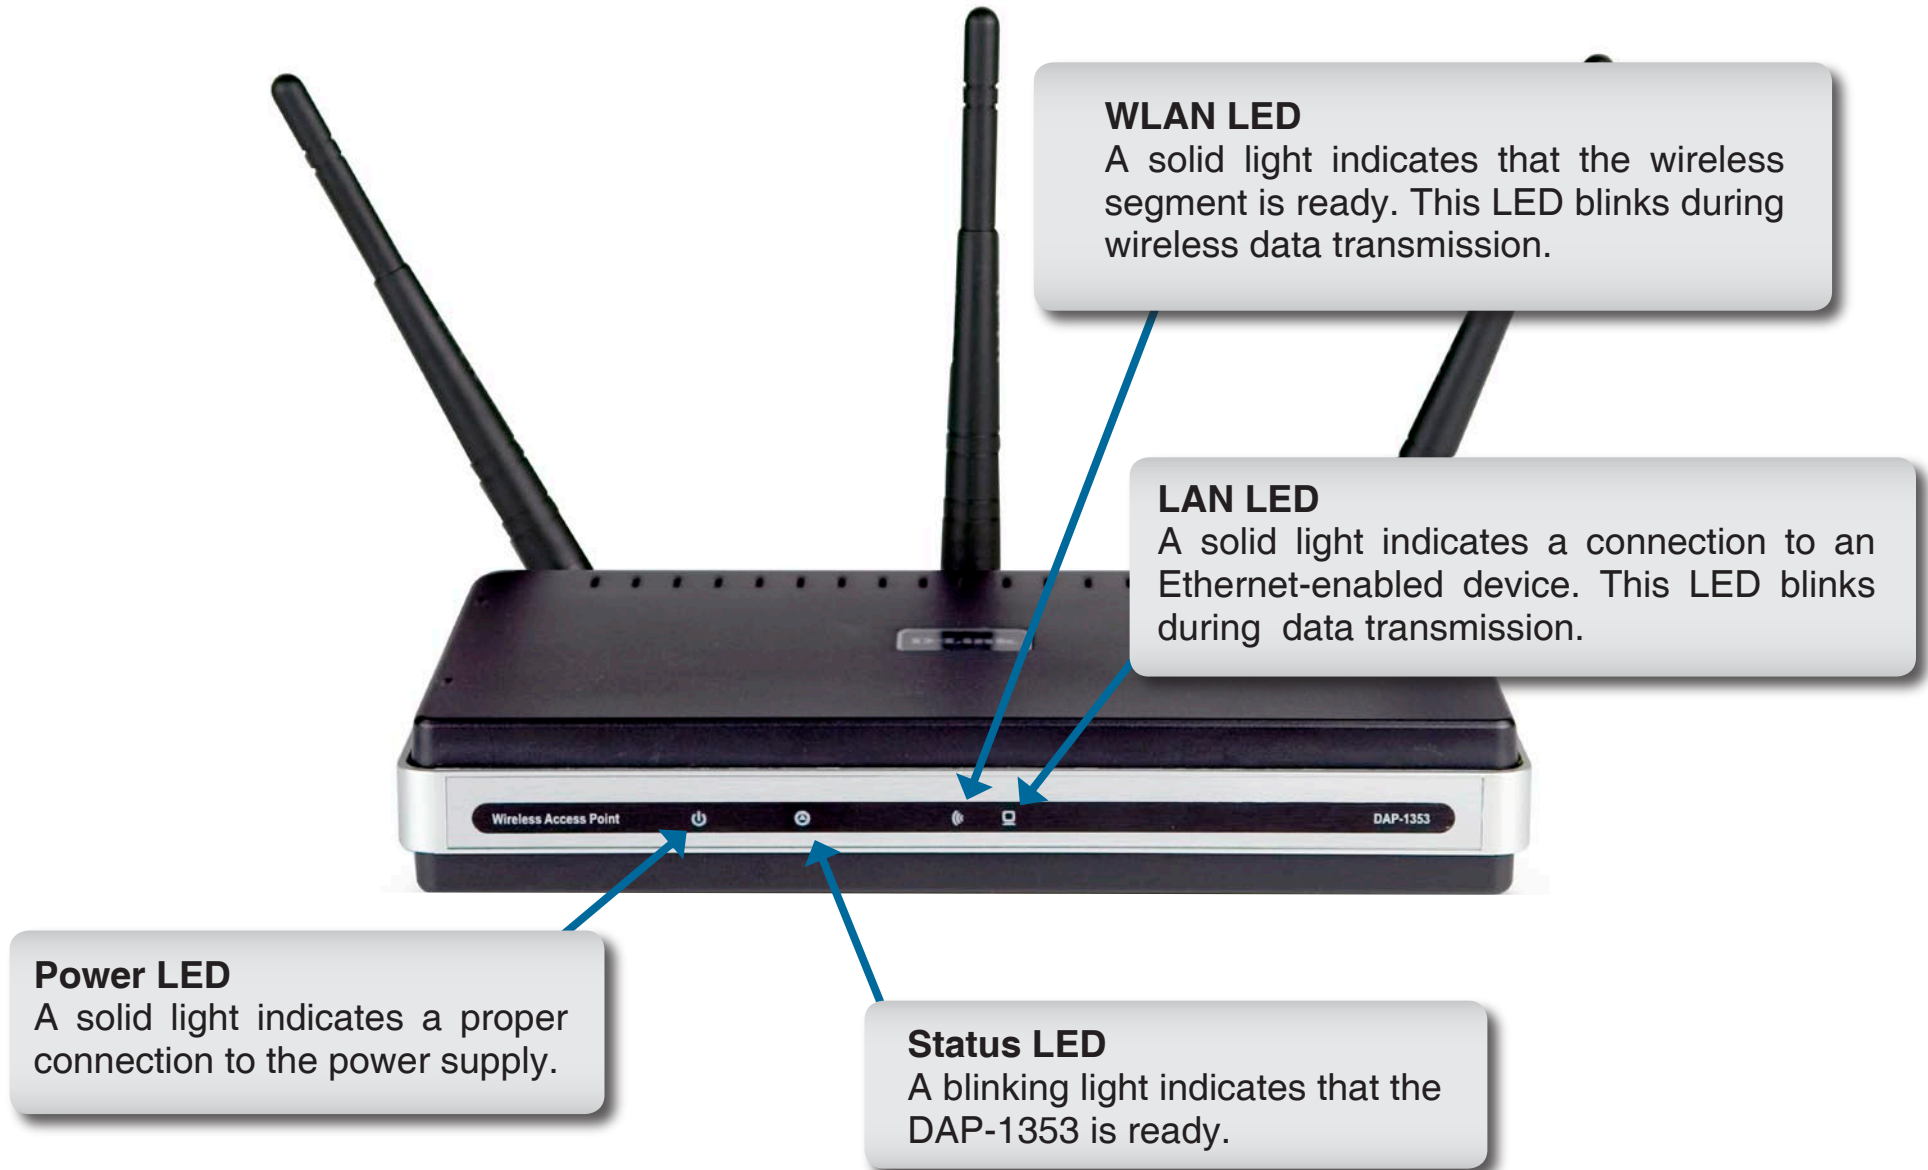 WLAN LED
A solid light indicates that the wireless
segment is ready. This LED blinks during
wireless data transmission.
LAN LED
A solid light indicates a connection to an
Ethernet-enabled device. This LED blinks
during data transmission.
D-Link
Wireless Access Point
DAP-1353
Power LED
A solid light indicates a proper
connection to the power supply.
Status LED
A blinking light indicates that the
DAP-1353 is ready.